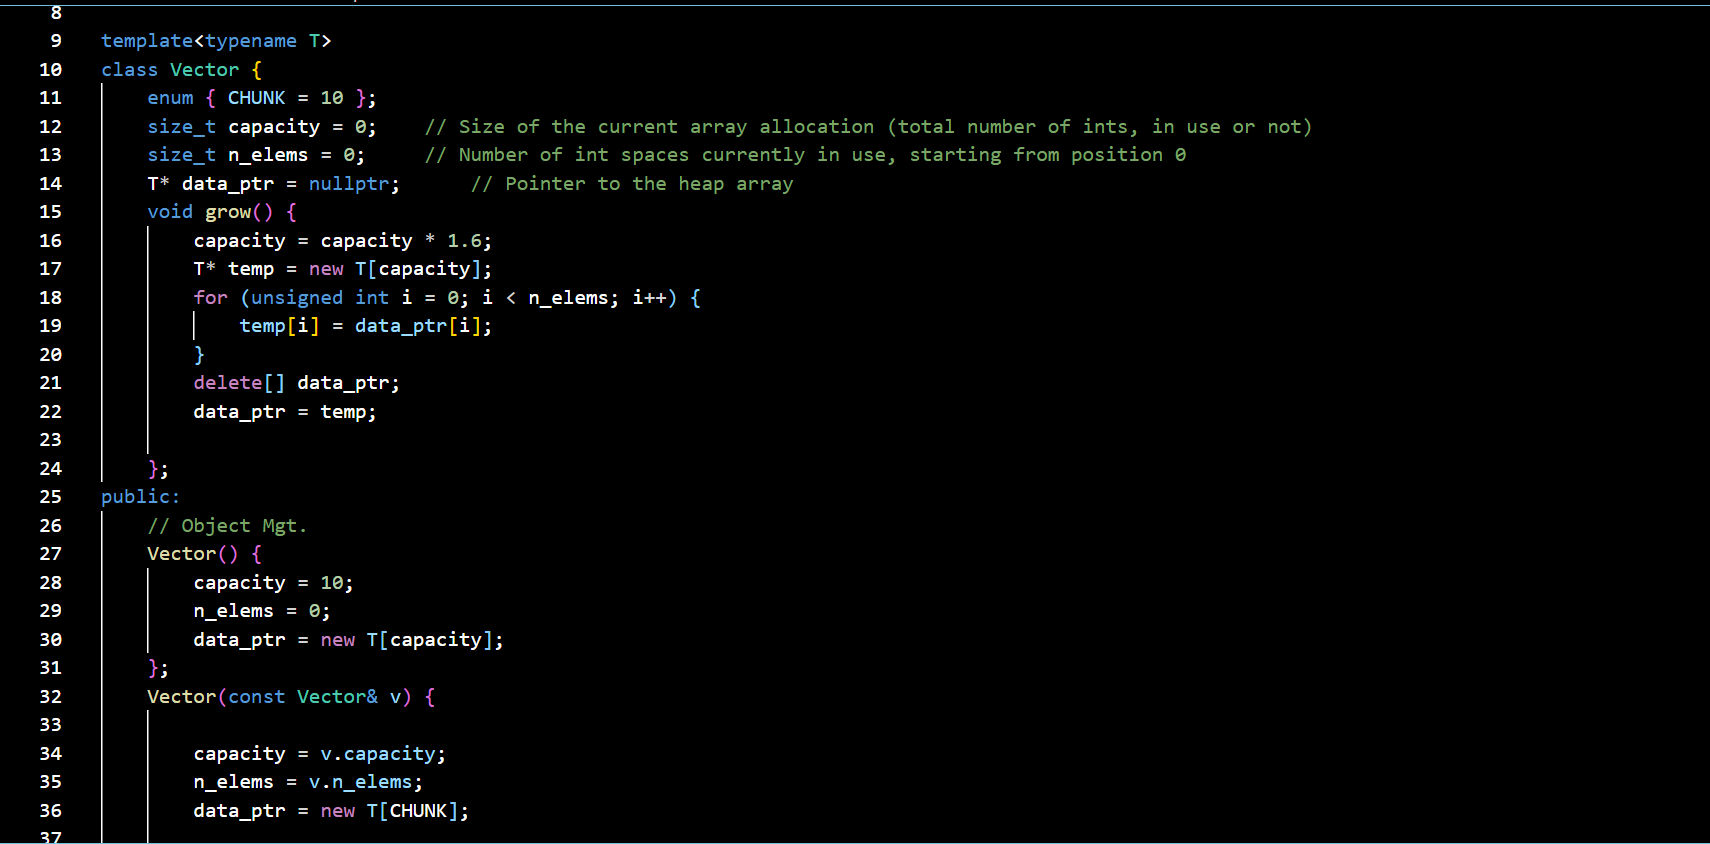 8
9 template<typename T>
10 class Vector {
11     enum { CHUNK = 10 };
12     size_t capacity = 0;    // Size of the current array allocation (total number of ints, in use or not)
13     size_t n_elems = 0;     // Number of int spaces currently in use, starting from position 0
14     T* data_ptr = nullptr;      // Pointer to the heap array
15     void grow() {
16         capacity = capacity * 1.6;
17         T* temp = new T[capacity];
18         for (unsigned int i = 0; i < n_elems; i++) {
19             temp[i] = data_ptr[i];
20         }
21         delete[] data_ptr;
22         data_ptr = temp;
23
24     };
25 public:
26     // Object Mgt.
27     Vector() {
28         capacity = 10;
29         n_elems = 0;
30         data_ptr = new T[capacity];
31     };
32     Vector(const Vector& v) {
33
34         capacity = v.capacity;
35         n_elems = v.n_elems;
36         data_ptr = new T[CHUNK];
37